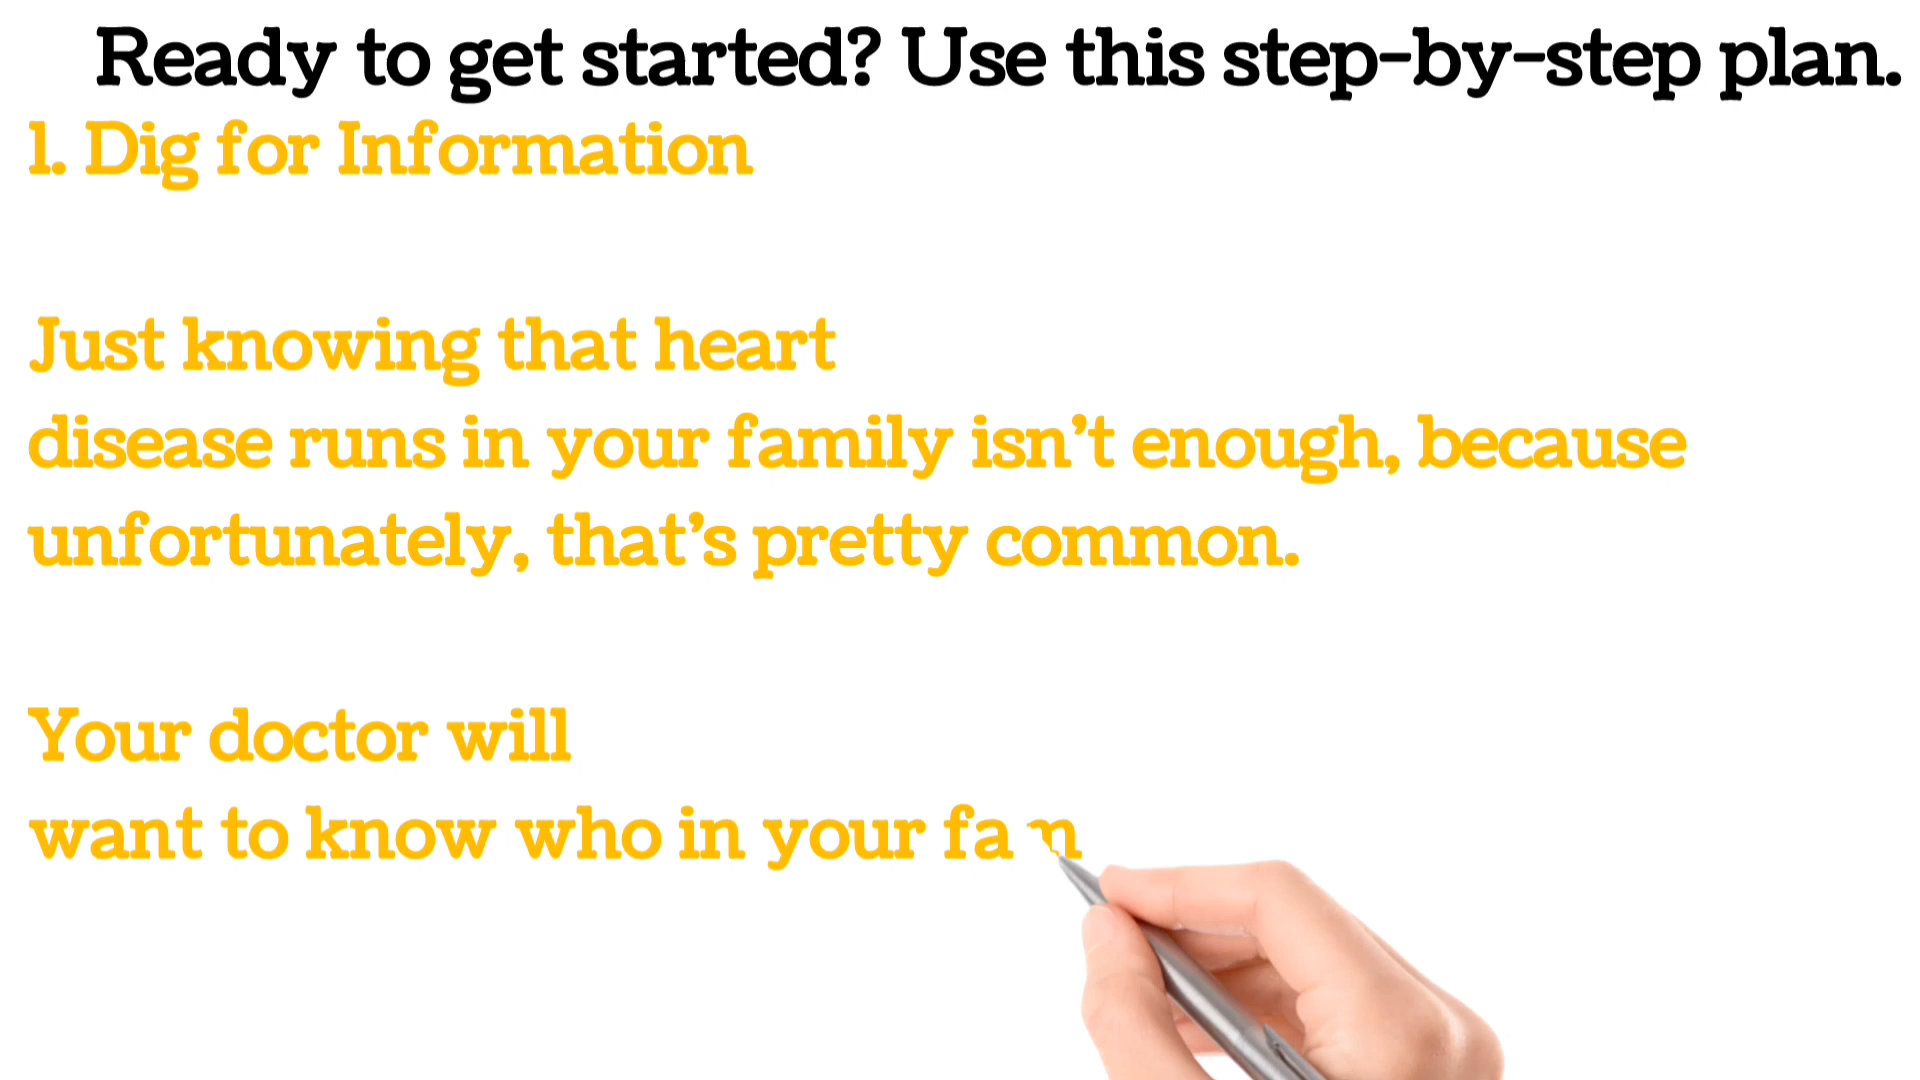 Ready to get started? Use this step-by-step plan.
1. Dig for Information
Just knowing that heart
disease runs in your family isn't enough, because
unfortunately, that's pretty common.
Your doctor will
want to know who in your